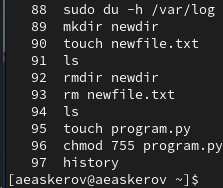 88 sudo du -h /var/log
89 mkdir newdir
90 touch newfile.txt
91 ls
92 rmdir newdir
93 rm newfile.txt
94 ls
95 touch program.py
96 chmod 755 program.py
97 history
[aeaskerov@aeaskerov ~]$